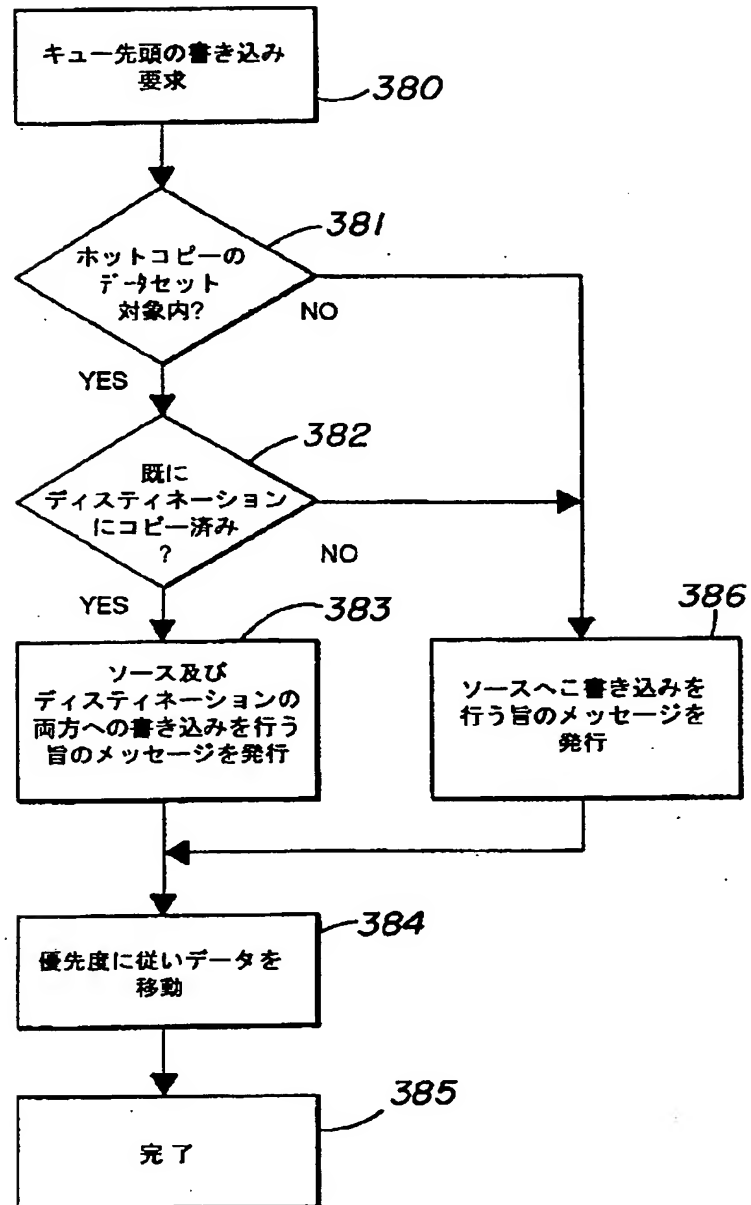 キュー先頭の書き込み
要求
380
381
ホットコピーの
データセット
対象内?
NO
YES
382
既に
ディスティネーション
にコピー済み
?
NO
YES
383
ソース及び
ディスティネーションの
両方への書き込みを行う
旨のメッセージを発行
386
ソースへこ書き込みを
行う旨のメッセージを
発行
384
優先度に従いデータを
移動
385
完了